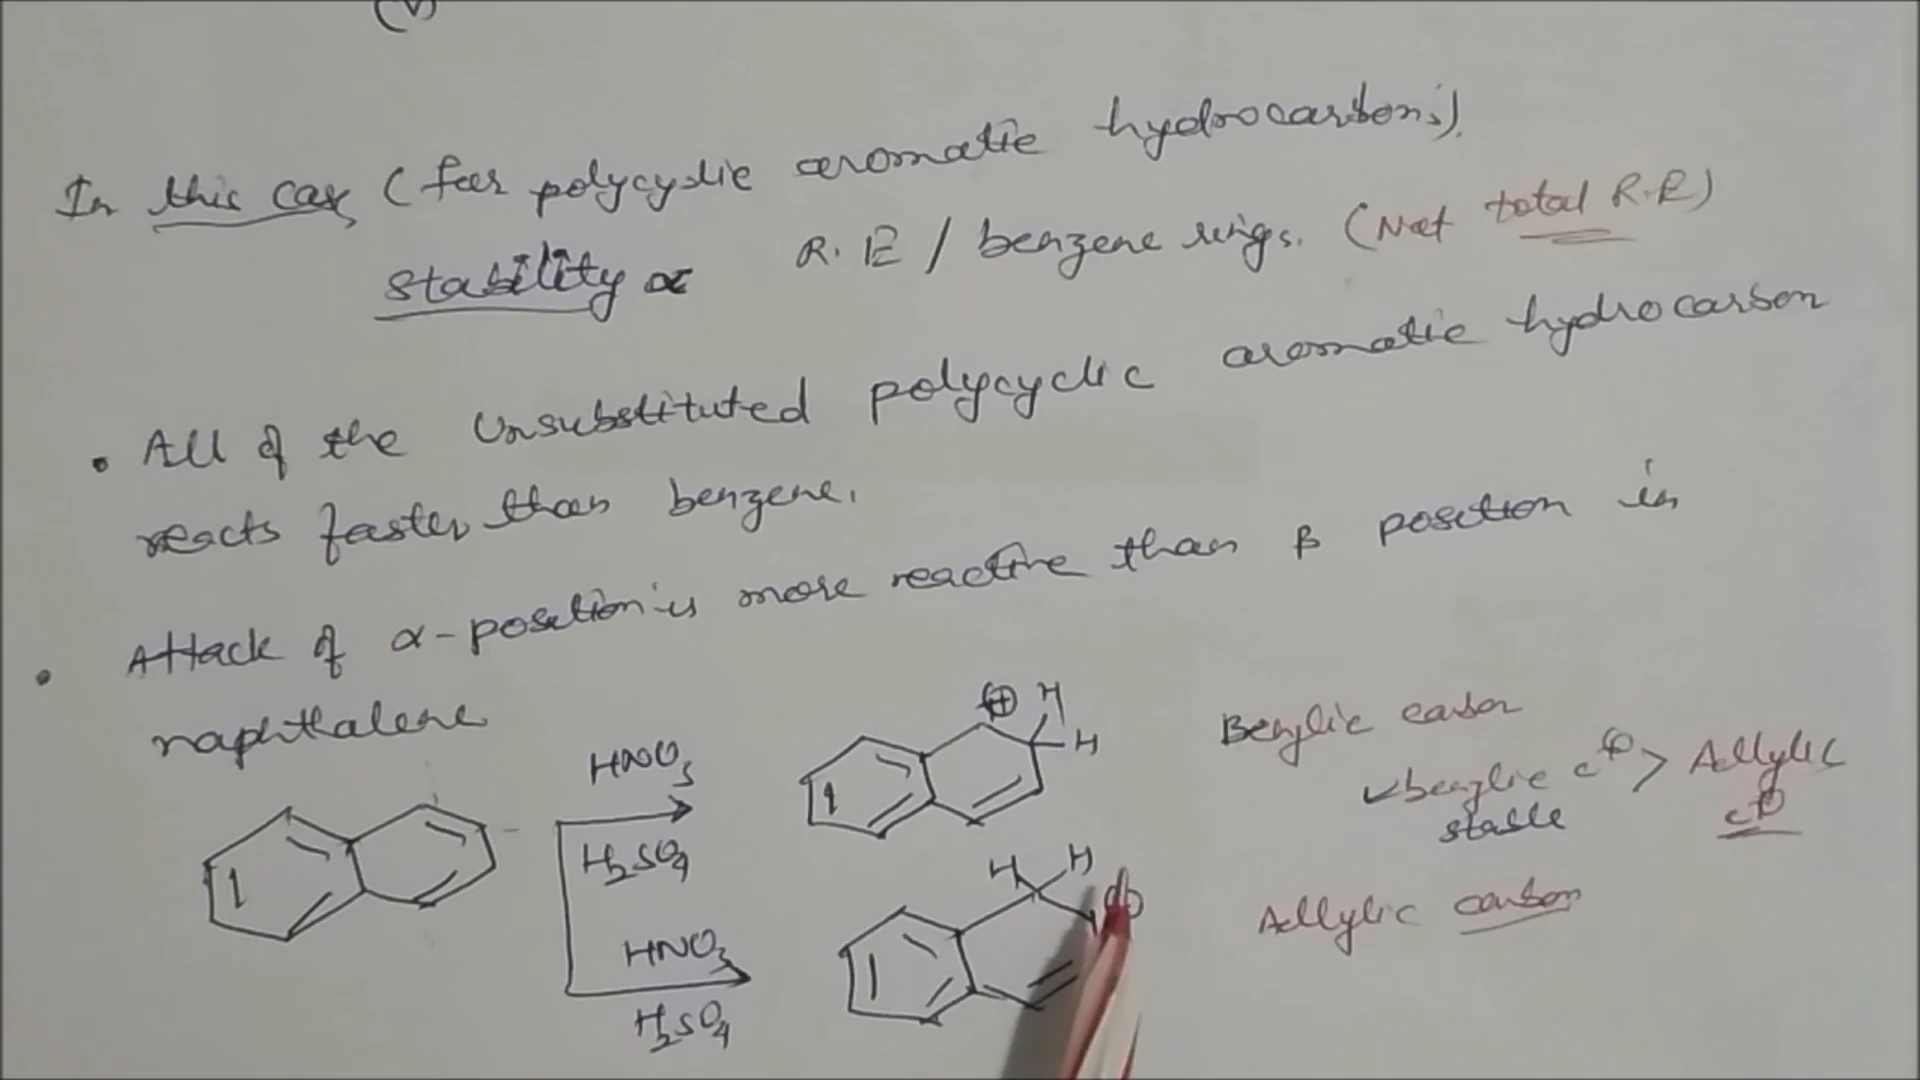 (V)
In this case (for polycyclic aromatic hydrocarbons).
stability ∝ R.E / benzene rings. (Not total R.E)
• All of the Unsubstituted polycyclic aromatic hydrocarbon
reacts faster than benzene.
• Attack of α-position is more reactive than β position in
naphthalene
HNO3
H2SO4
HNO3
H2SO4
⊕ H
H
H H
⊕
Benzylic carbon
benzylic C⊕ > Allylic
stable C⊕
Allylic carbon